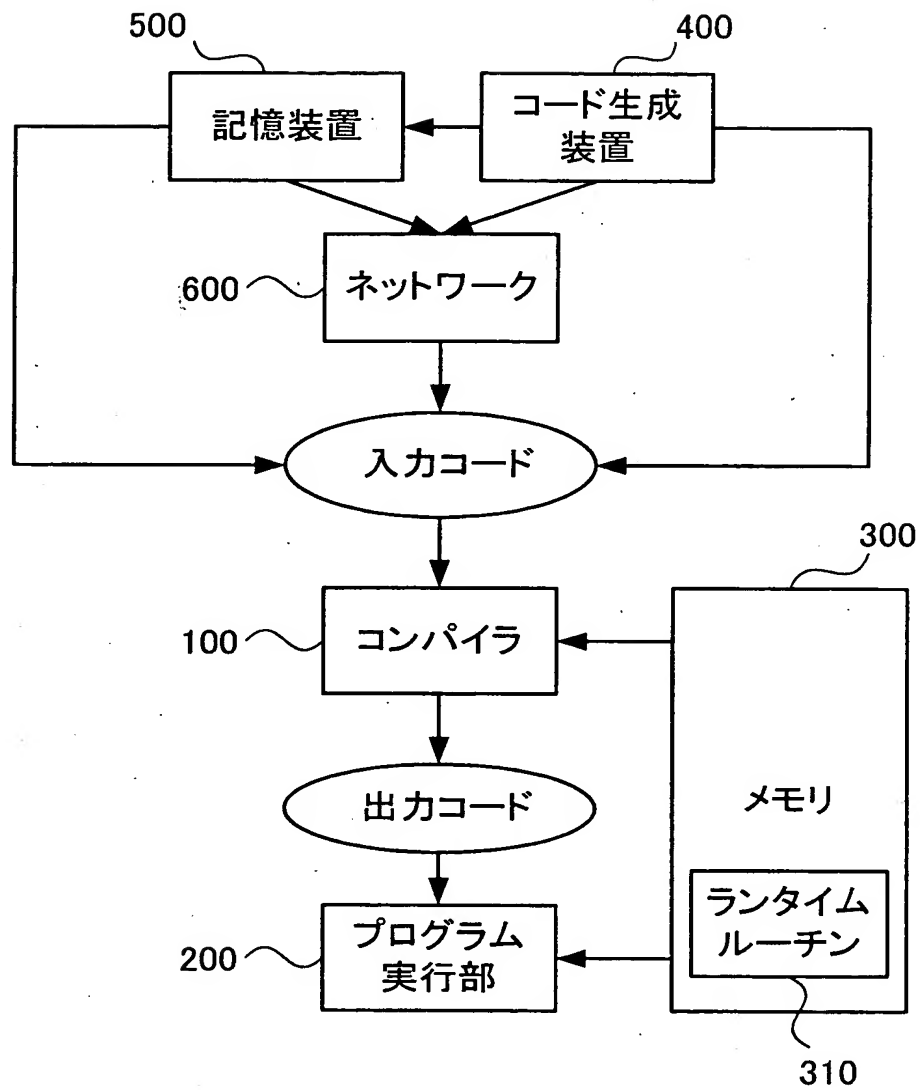 500
400
記憶装置
コード生成
装置
600
ネットワーク
入力コード
300
100
コンパイラ
出力コード
メモリ
ランタイム
ルーチン
200
プログラム
実行部
310